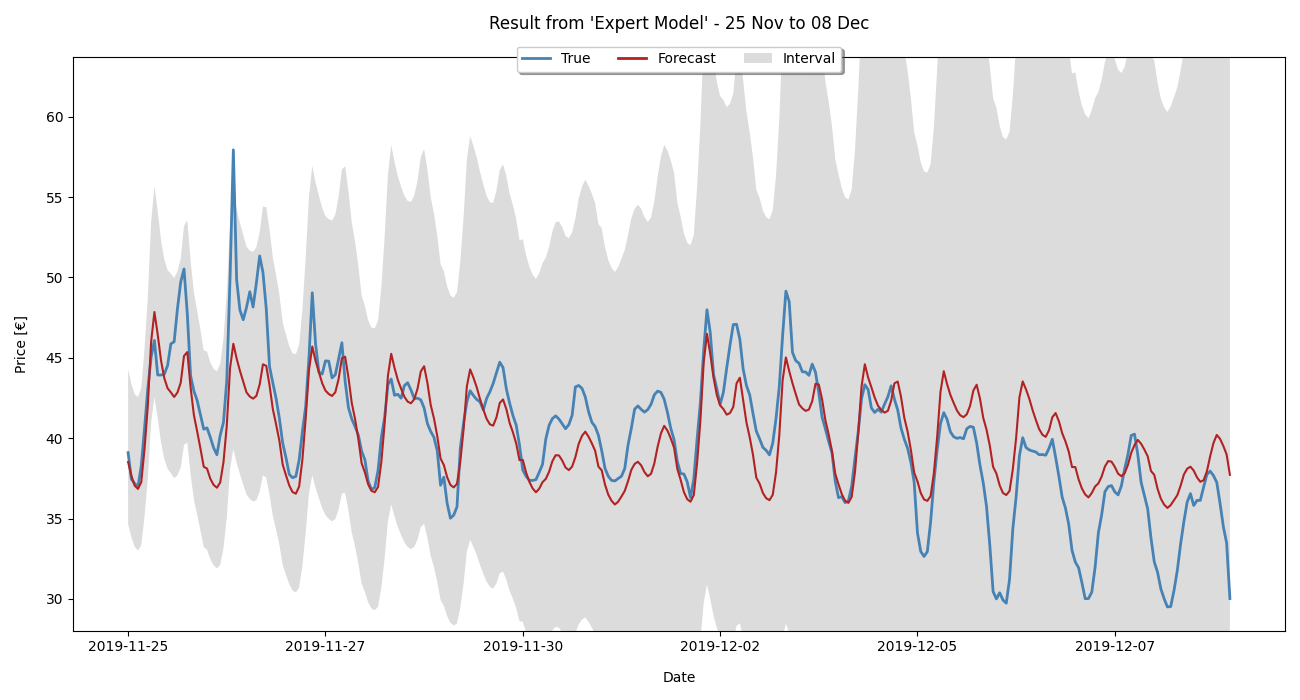 Result from 'Expert Model' - 25 Nov to 08 Dec
True Forecast Interval
Price [€]
60
55
50
45
40
35
30
2019-11-25 2019-11-27 2019-11-30 2019-12-02 2019-12-05 2019-12-07
Date